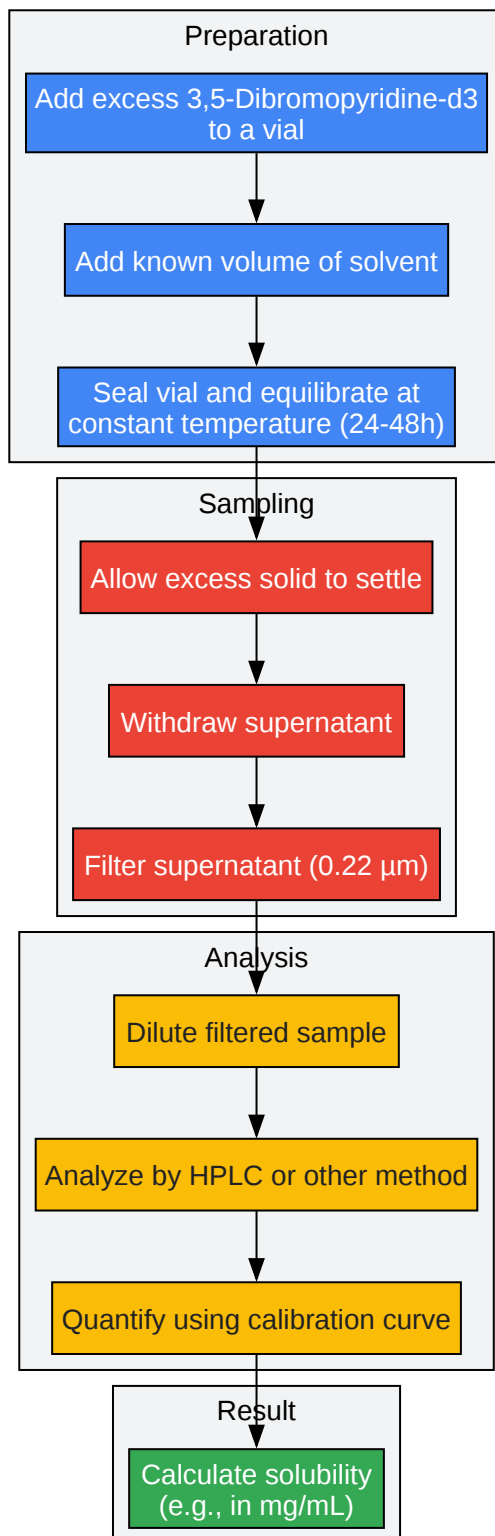 Preparation
Add excess 3,5-Dibromopyridine-d3
to a vial
Add known volume of solvent
Seal vial and equilibrate at
constant temperature (24-48h)
Sampling
Allow excess solid to settle
Withdraw supernatant
Filter supernatant (0.22 µm)
Analysis
Dilute filtered sample
Analyze by HPLC or other method
Quantify using calibration curve
Result
Calculate solubility
(e.g., in mg/mL)